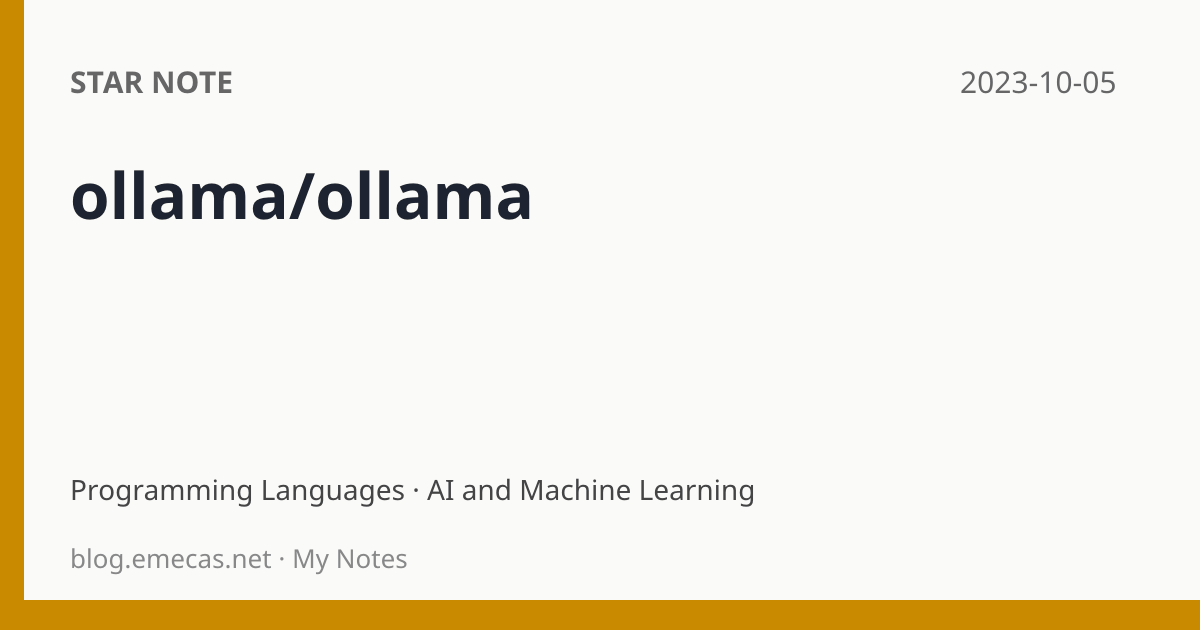 STAR NOTE
2023-10-05
ollama/ollama
Programming Languages · AI and Machine Learning
blog.emecas.net · My Notes